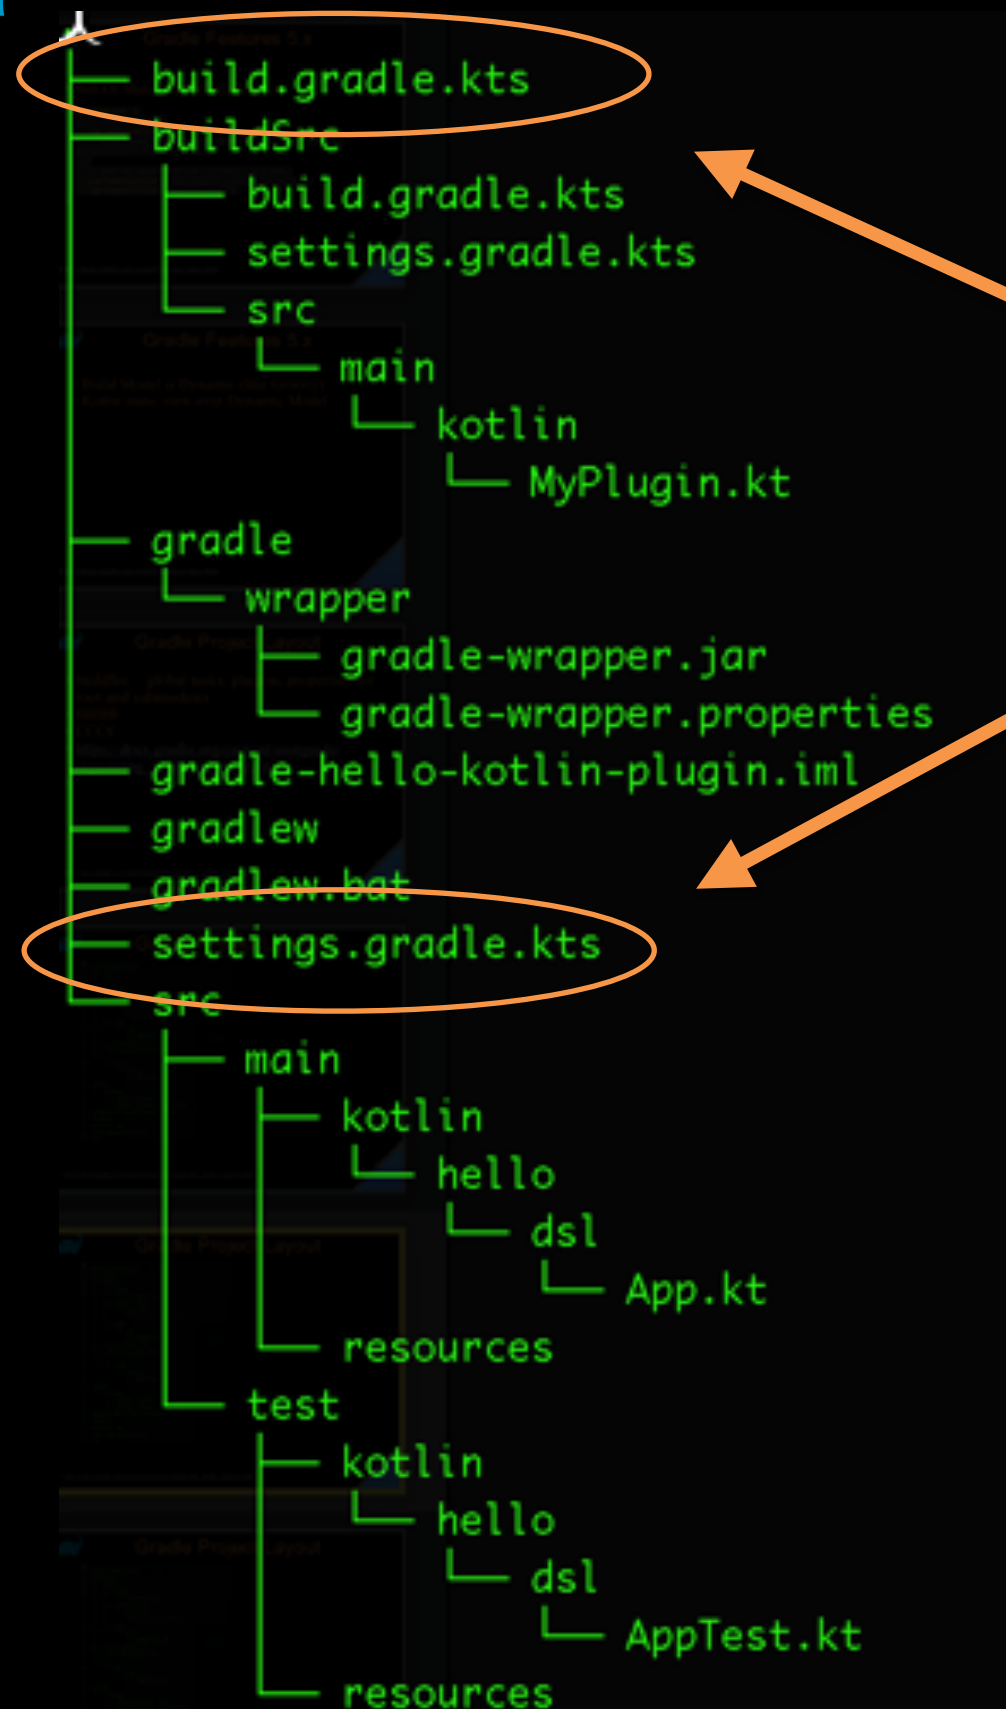 build.gradle.kts
buildSrc
build.gradle.kts
settings.gradle.kts
src
main
kotlin
MyPlugin.kt
gradle
wrapper
gradle-wrapper.jar
gradle-wrapper.properties
gradle-hello-kotlin-plugin.iml
gradlew
gradlew.bat
settings.gradle.kts
src
main
kotlin
hello
dsl
App.kt
resources
test
kotlin
hello
dsl
AppTest.kt
resources